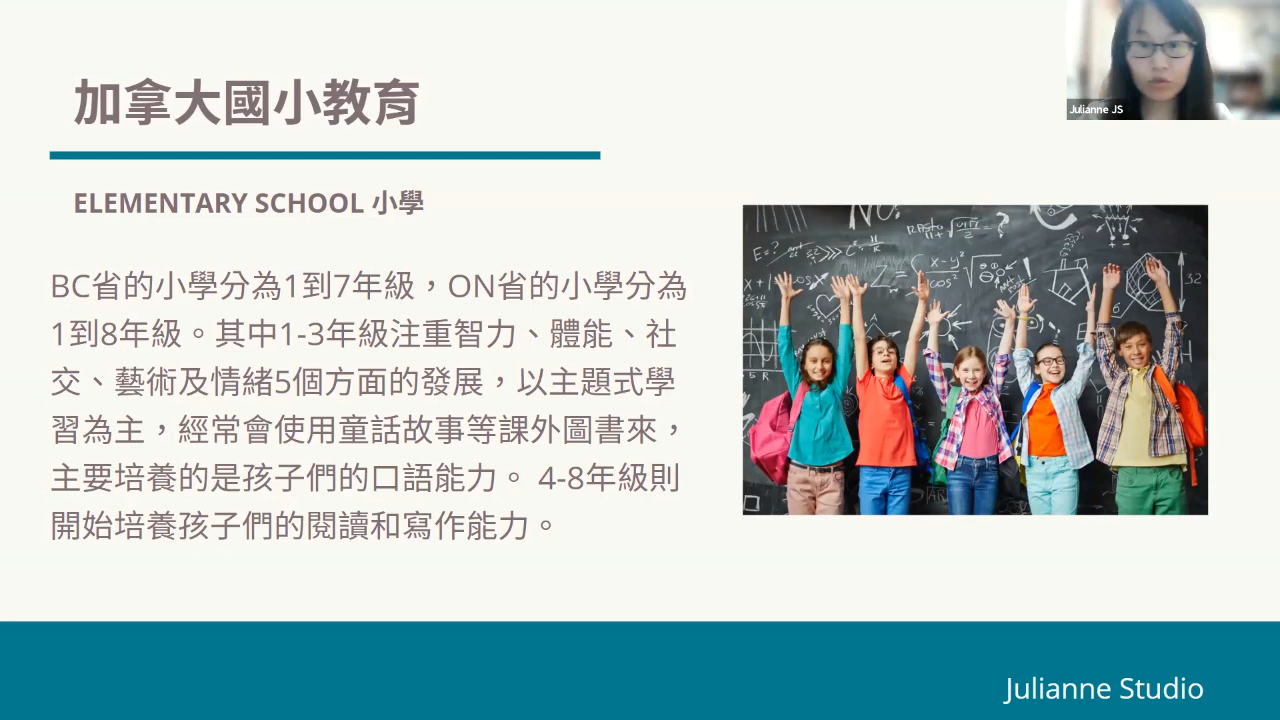 加拿大國小教育
Julianne JS
ELEMENTARY SCHOOL 小學
BC省的小學分為1到7年級，ON省的小學分為
1到8年級。其中1-3年級注重智力、體能、社
交、藝術及情緒5個方面的發展，以主題式學
習為主，經常會使用童話故事等課外圖書來，
主要培養的是孩子們的口語能力。 4-8年級則
開始培養孩子們的閱讀和寫作能力。
Julianne Studio